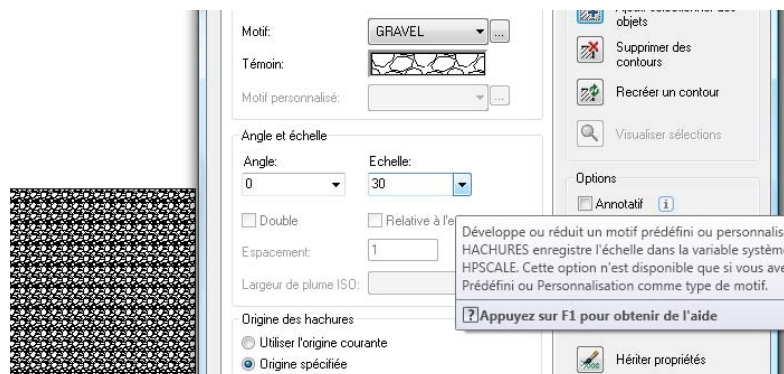 objets
Motif:
GRAVEL
...
Supprimer des
contours
Témoin:
Motif personnalisé:
...
Recréer un contour
Angle et échelle
Visualiser sélections
Angle:
Echelle:
0
30
Options
Annotatif
i
Double
Relative à l'e
Développe ou réduit un motif prédéfini ou personnalis
HACHURES enregistre l'échelle dans la variable systèm
HPSCALE. Cette option n'est disponible que si vous ave
Prédéfini ou Personnalisation comme type de motif.
Espacement:
1
Largeur de plume ISO:
? Appuyez sur F1 pour obtenir de l'aide
Origine des hachures
Utiliser l'origine courante
Origine spécifiée
Hériter propriétés